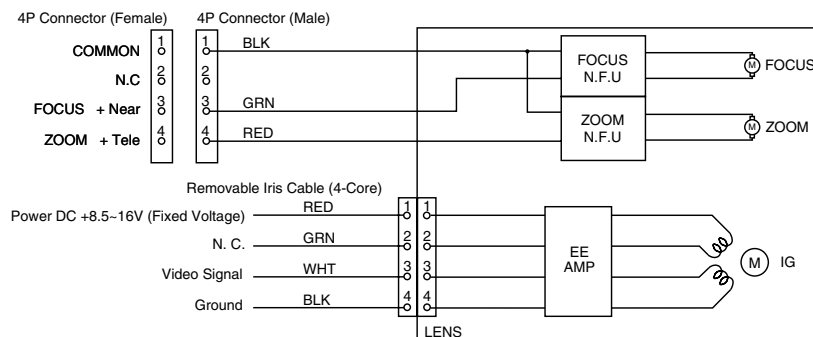 4P Connector (Female) 4P Connector (Male)
COMMON 1 1 BLK
N.C 2 2
FOCUS + Near 3 3 GRN
ZOOM + Tele 4 4 RED
FOCUS
N.F.U
M FOCUS
ZOOM
N.F.U
M ZOOM
Removable Iris Cable (4-Core)
Power DC +8.5~16V (Fixed Voltage) RED 1 1
N. C. GRN 2 2
Video Signal WHT 3 3
Ground BLK 4 4
EE
AMP
M IG
LENS